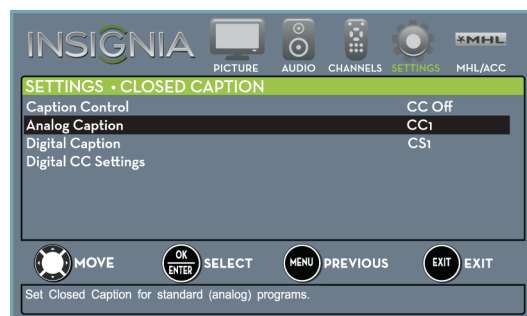 INSIGNIA
PICTURE AUDIO CHANNELS SETTINGS MHL/ACC
MHL
SETTINGS • CLOSED CAPTION
Caption Control CC Off
Analog Caption CC1
Digital Caption CS1
Digital CC Settings
MOVE OK ENTER SELECT MENU PREVIOUS EXIT EXIT
Set Closed Caption for standard (analog) programs.